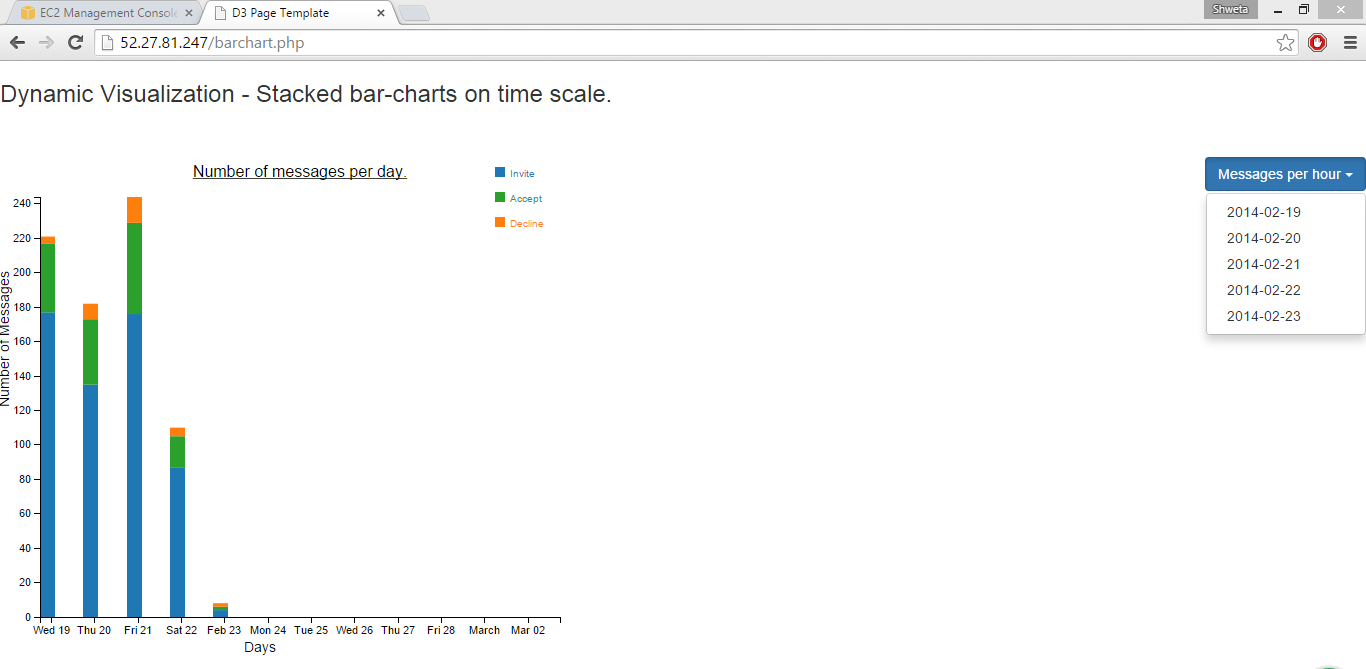 EC2 Management Console
D3 Page Template
Shweta
52.27.81.247/barchart.php
Dynamic Visualization - Stacked bar-charts on time scale.
Number of messages per day.
Invite
Accept
Decline
Messages per hour
2014-02-19
2014-02-20
2014-02-21
2014-02-22
2014-02-23
Number of Messages
240
220
200
180
160
140
120
100
80
60
40
20
0
Wed 19 Thu 20 Fri 21 Sat 22 Feb 23 Mon 24 Tue 25 Wed 26 Thu 27 Fri 28 March Mar 02
Days